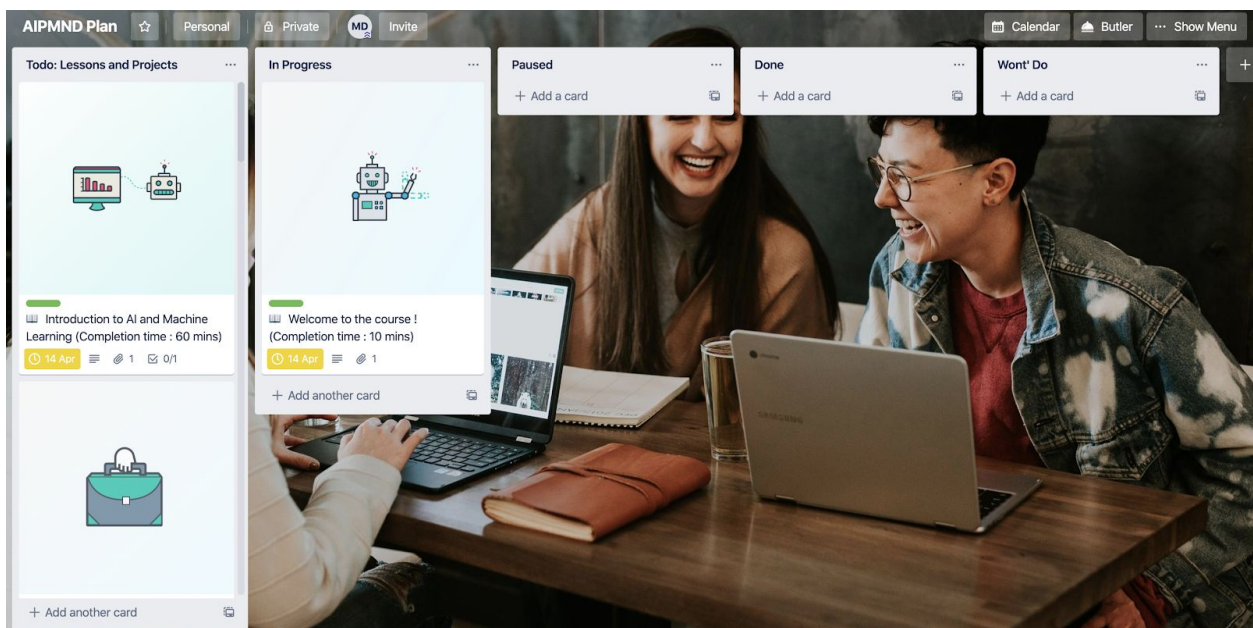 AIPMND Plan
Personal
Private
MD
Invite
Calendar
Butler
Show Menu
Todo: Lessons and Projects
Introduction to AI and Machine
Learning (Completion time : 60 mins)
14 Apr
1
0/1
Add another card
In Progress
Welcome to the course !
(Completion time : 10 mins)
14 Apr
1
Add another card
Paused
Add a card
Done
Add a card
Wont' Do
Add a card
chrome
SAMSUNG